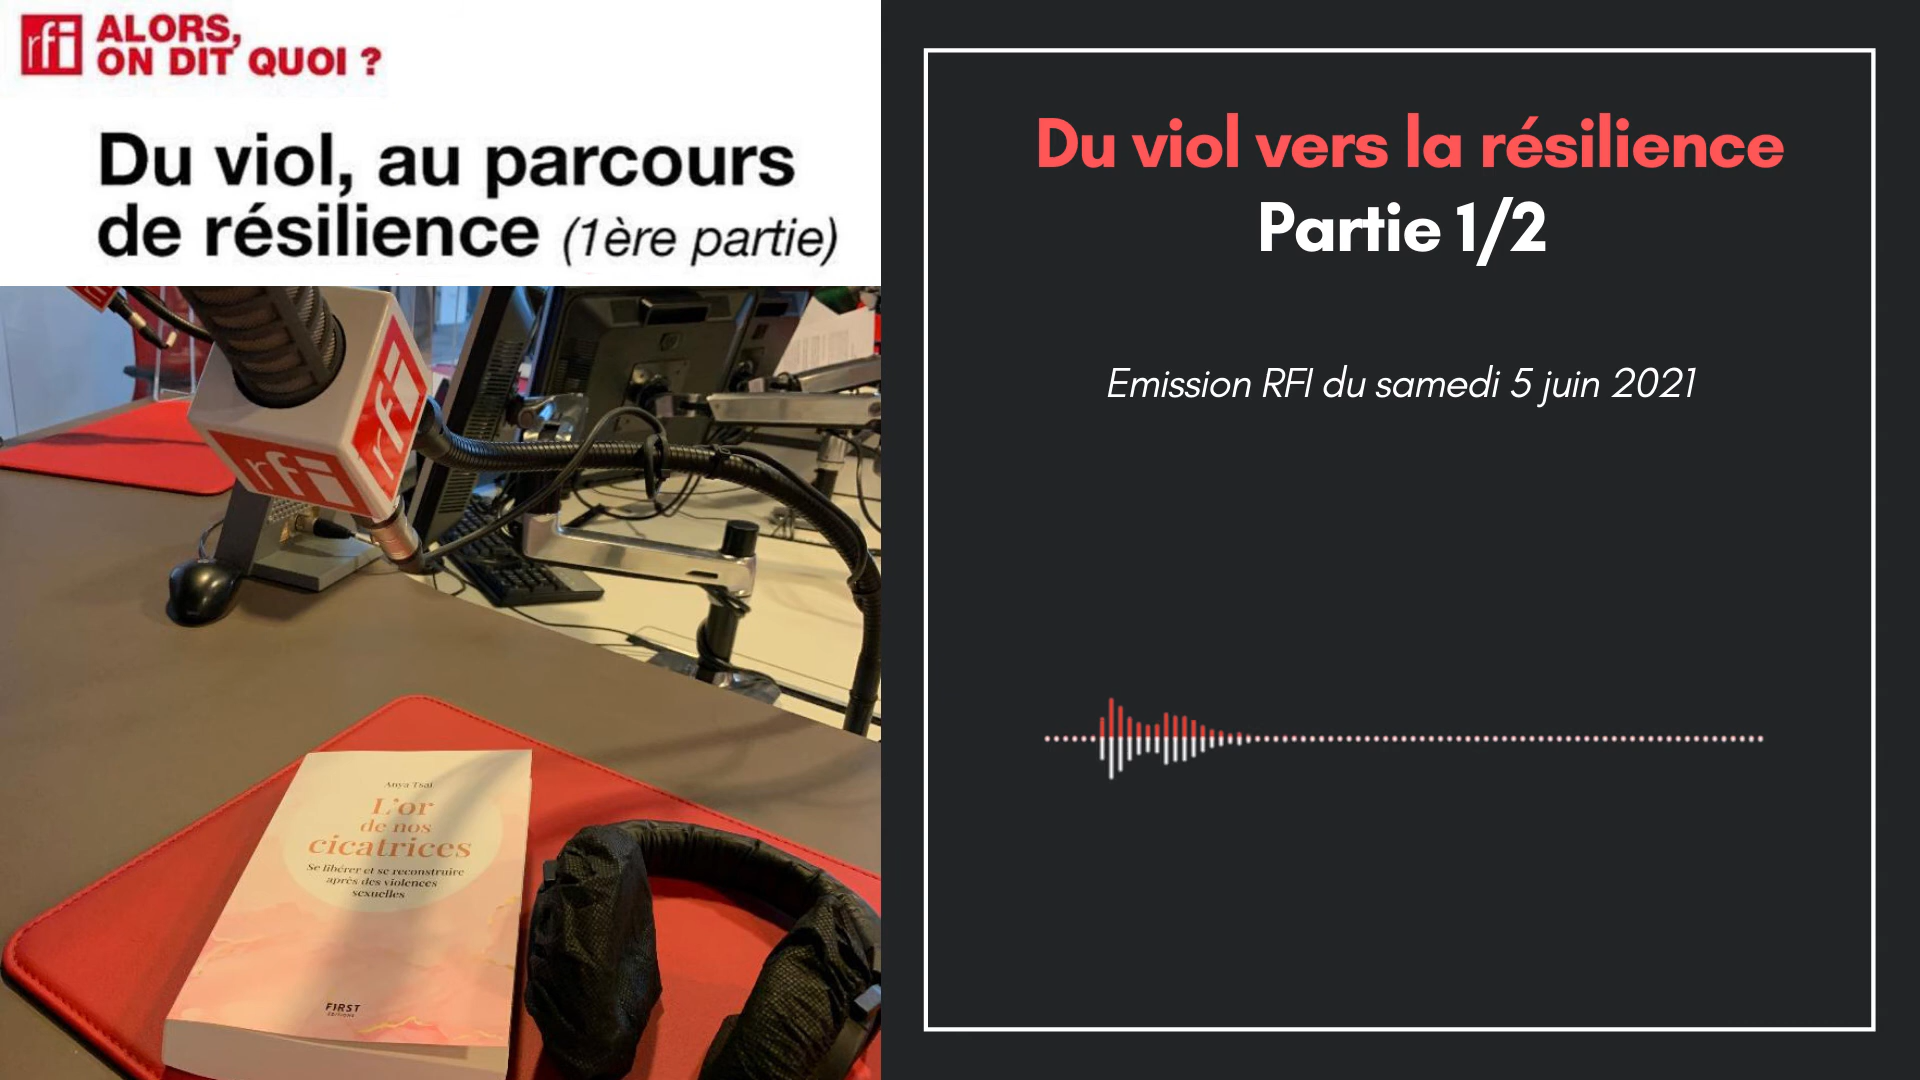 rfi
ALORS,
ON DIT QUOI ?
Du viol, au parcours
de résilience (1ère partie)
rfi
rfi
Anya Tsai
L'or
de nos
cicatrices
Se libérer et se reconstruire
après des violences
sexuelles
FIRST
ÉDITIONS
Du viol vers la résilience
Partie 1/2
Emission RFI du samedi 5 juin 2021